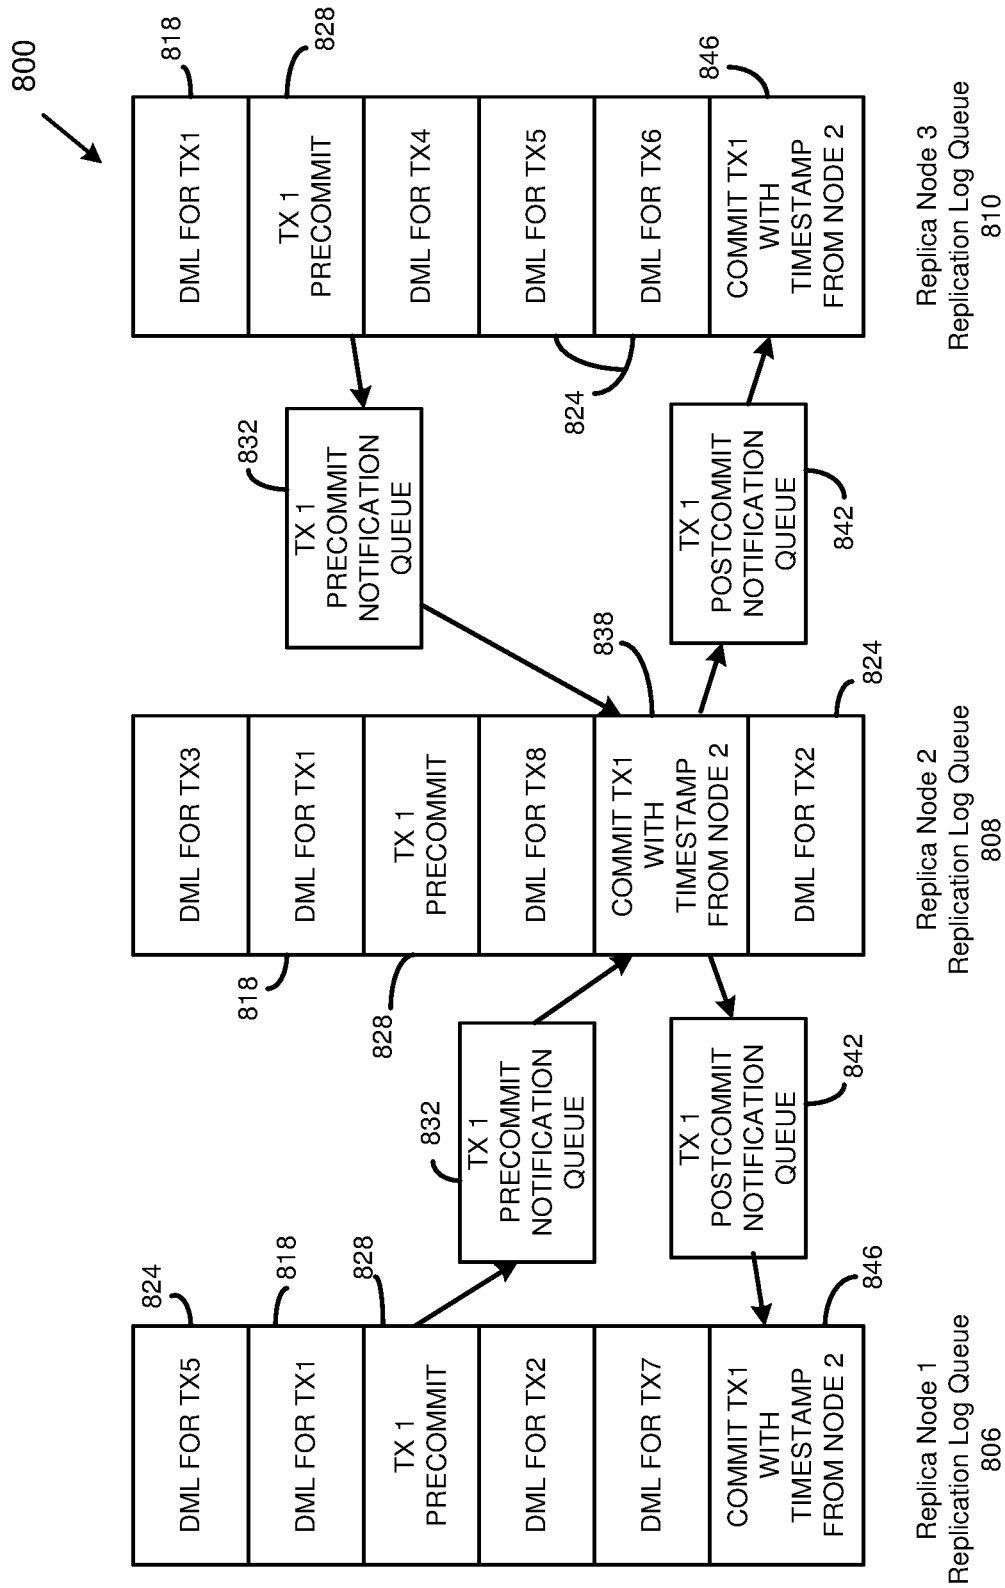 800
DML FOR TX5
DML FOR TX1
TX 1
PRECOMMIT
DML FOR TX2
DML FOR TX7
COMMIT TX1
WITH
TIMESTAMP
FROM NODE 2
824
818
828
846
Replica Node 1
Replication Log Queue
806
832
TX 1
PRECOMMIT
NOTIFICATION
QUEUE
TX 1
POSTCOMMIT
NOTIFICATION
QUEUE
842
DML FOR TX3
DML FOR TX1
TX 1
PRECOMMIT
DML FOR TX8
COMMIT TX1
WITH
TIMESTAMP
FROM NODE 2
DML FOR TX2
818
828
838
824
Replica Node 2
Replication Log Queue
808
832
TX 1
PRECOMMIT
NOTIFICATION
QUEUE
TX 1
POSTCOMMIT
NOTIFICATION
QUEUE
842
DML FOR TX1
TX 1
PRECOMMIT
DML FOR TX4
DML FOR TX5
DML FOR TX6
COMMIT TX1
WITH
TIMESTAMP
FROM NODE 2
818
828
824
846
Replica Node 3
Replication Log Queue
810